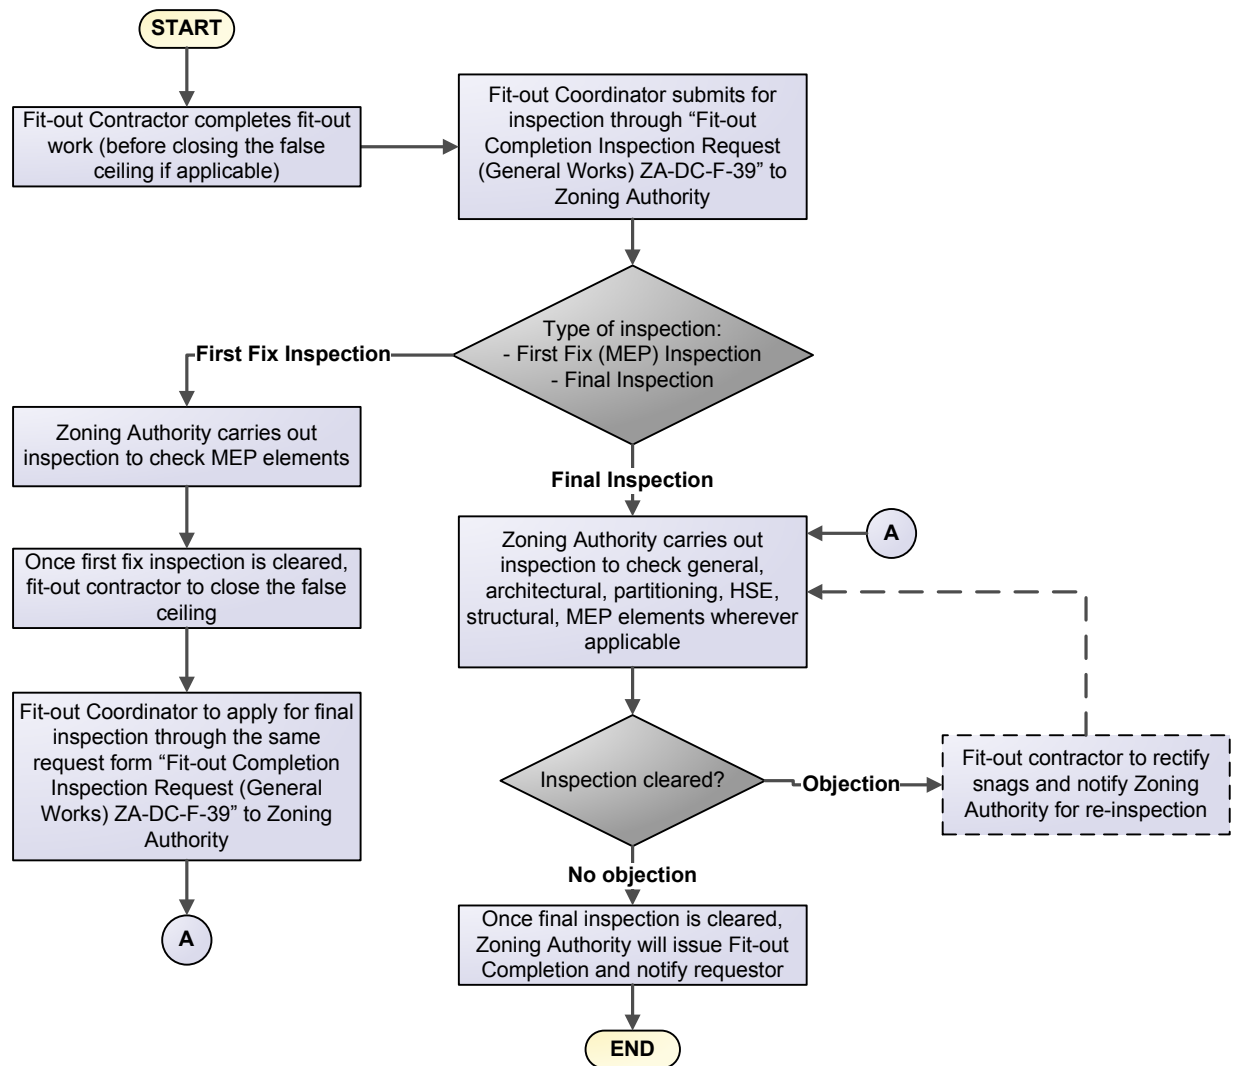 START
Fit-out Contractor completes fit-out
work (before closing the false
ceiling if applicable)
Fit-out Coordinator submits for
inspection through “Fit-out
Completion Inspection Request
(General Works) ZA-DC-F-39” to
Zoning Authority
Type of inspection:
- First Fix (MEP) Inspection
- Final Inspection
First Fix Inspection
Zoning Authority carries out
inspection to check MEP elements
Once first fix inspection is cleared,
fit-out contractor to close the false
ceiling
Fit-out Coordinator to apply for final
inspection through the same
request form “Fit-out Completion
Inspection Request (General
Works) ZA-DC-F-39” to Zoning
Authority
A
Final Inspection
Zoning Authority carries out
inspection to check general,
architectural, partitioning, HSE,
structural, MEP elements wherever
applicable
A
Inspection cleared?
Objection
Fit-out contractor to rectify
snags and notify Zoning
Authority for re-inspection
No objection
Once final inspection is cleared,
Zoning Authority will issue Fit-out
Completion and notify requestor
END